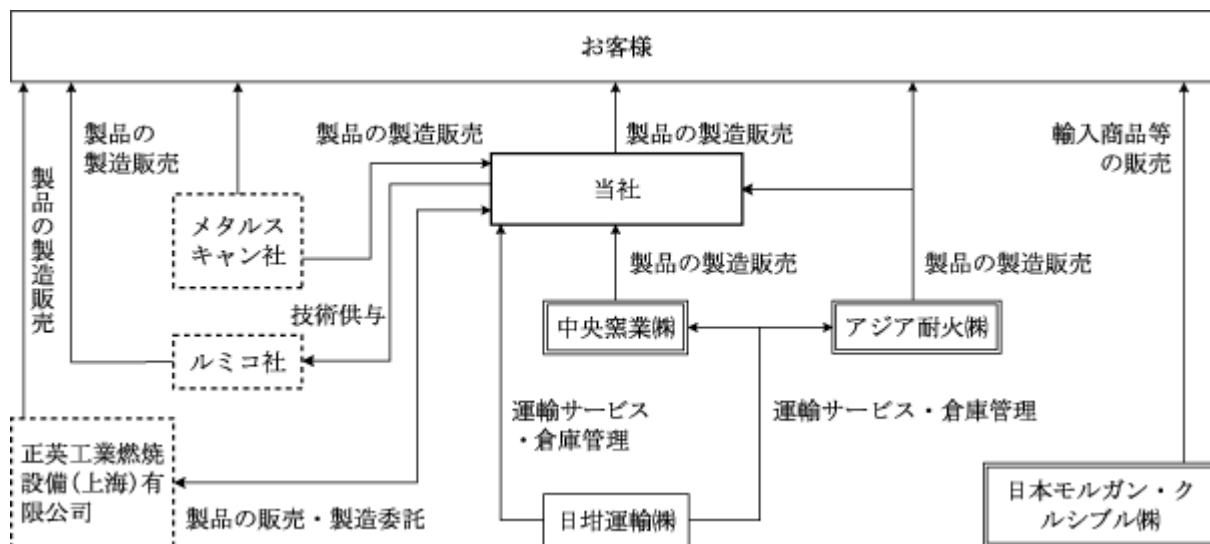 お客様
製品の
製造販売
製品の製造販売
製品の製造販売
輸入商品等
の販売
製品の製造販売
当社
メタルス
キャン社
製品の製造販売
製品の製造販売
技術供与
中央窯業㈱
アジア耐火㈱
ルミコ社
運輸サービス
・倉庫管理
運輸サービス・倉庫管理
正英工業燃焼
設備(上海)有
限公司
製品の販売・製造委託
日坩運輸㈱
日本モルガン・ク
ルシブル㈱